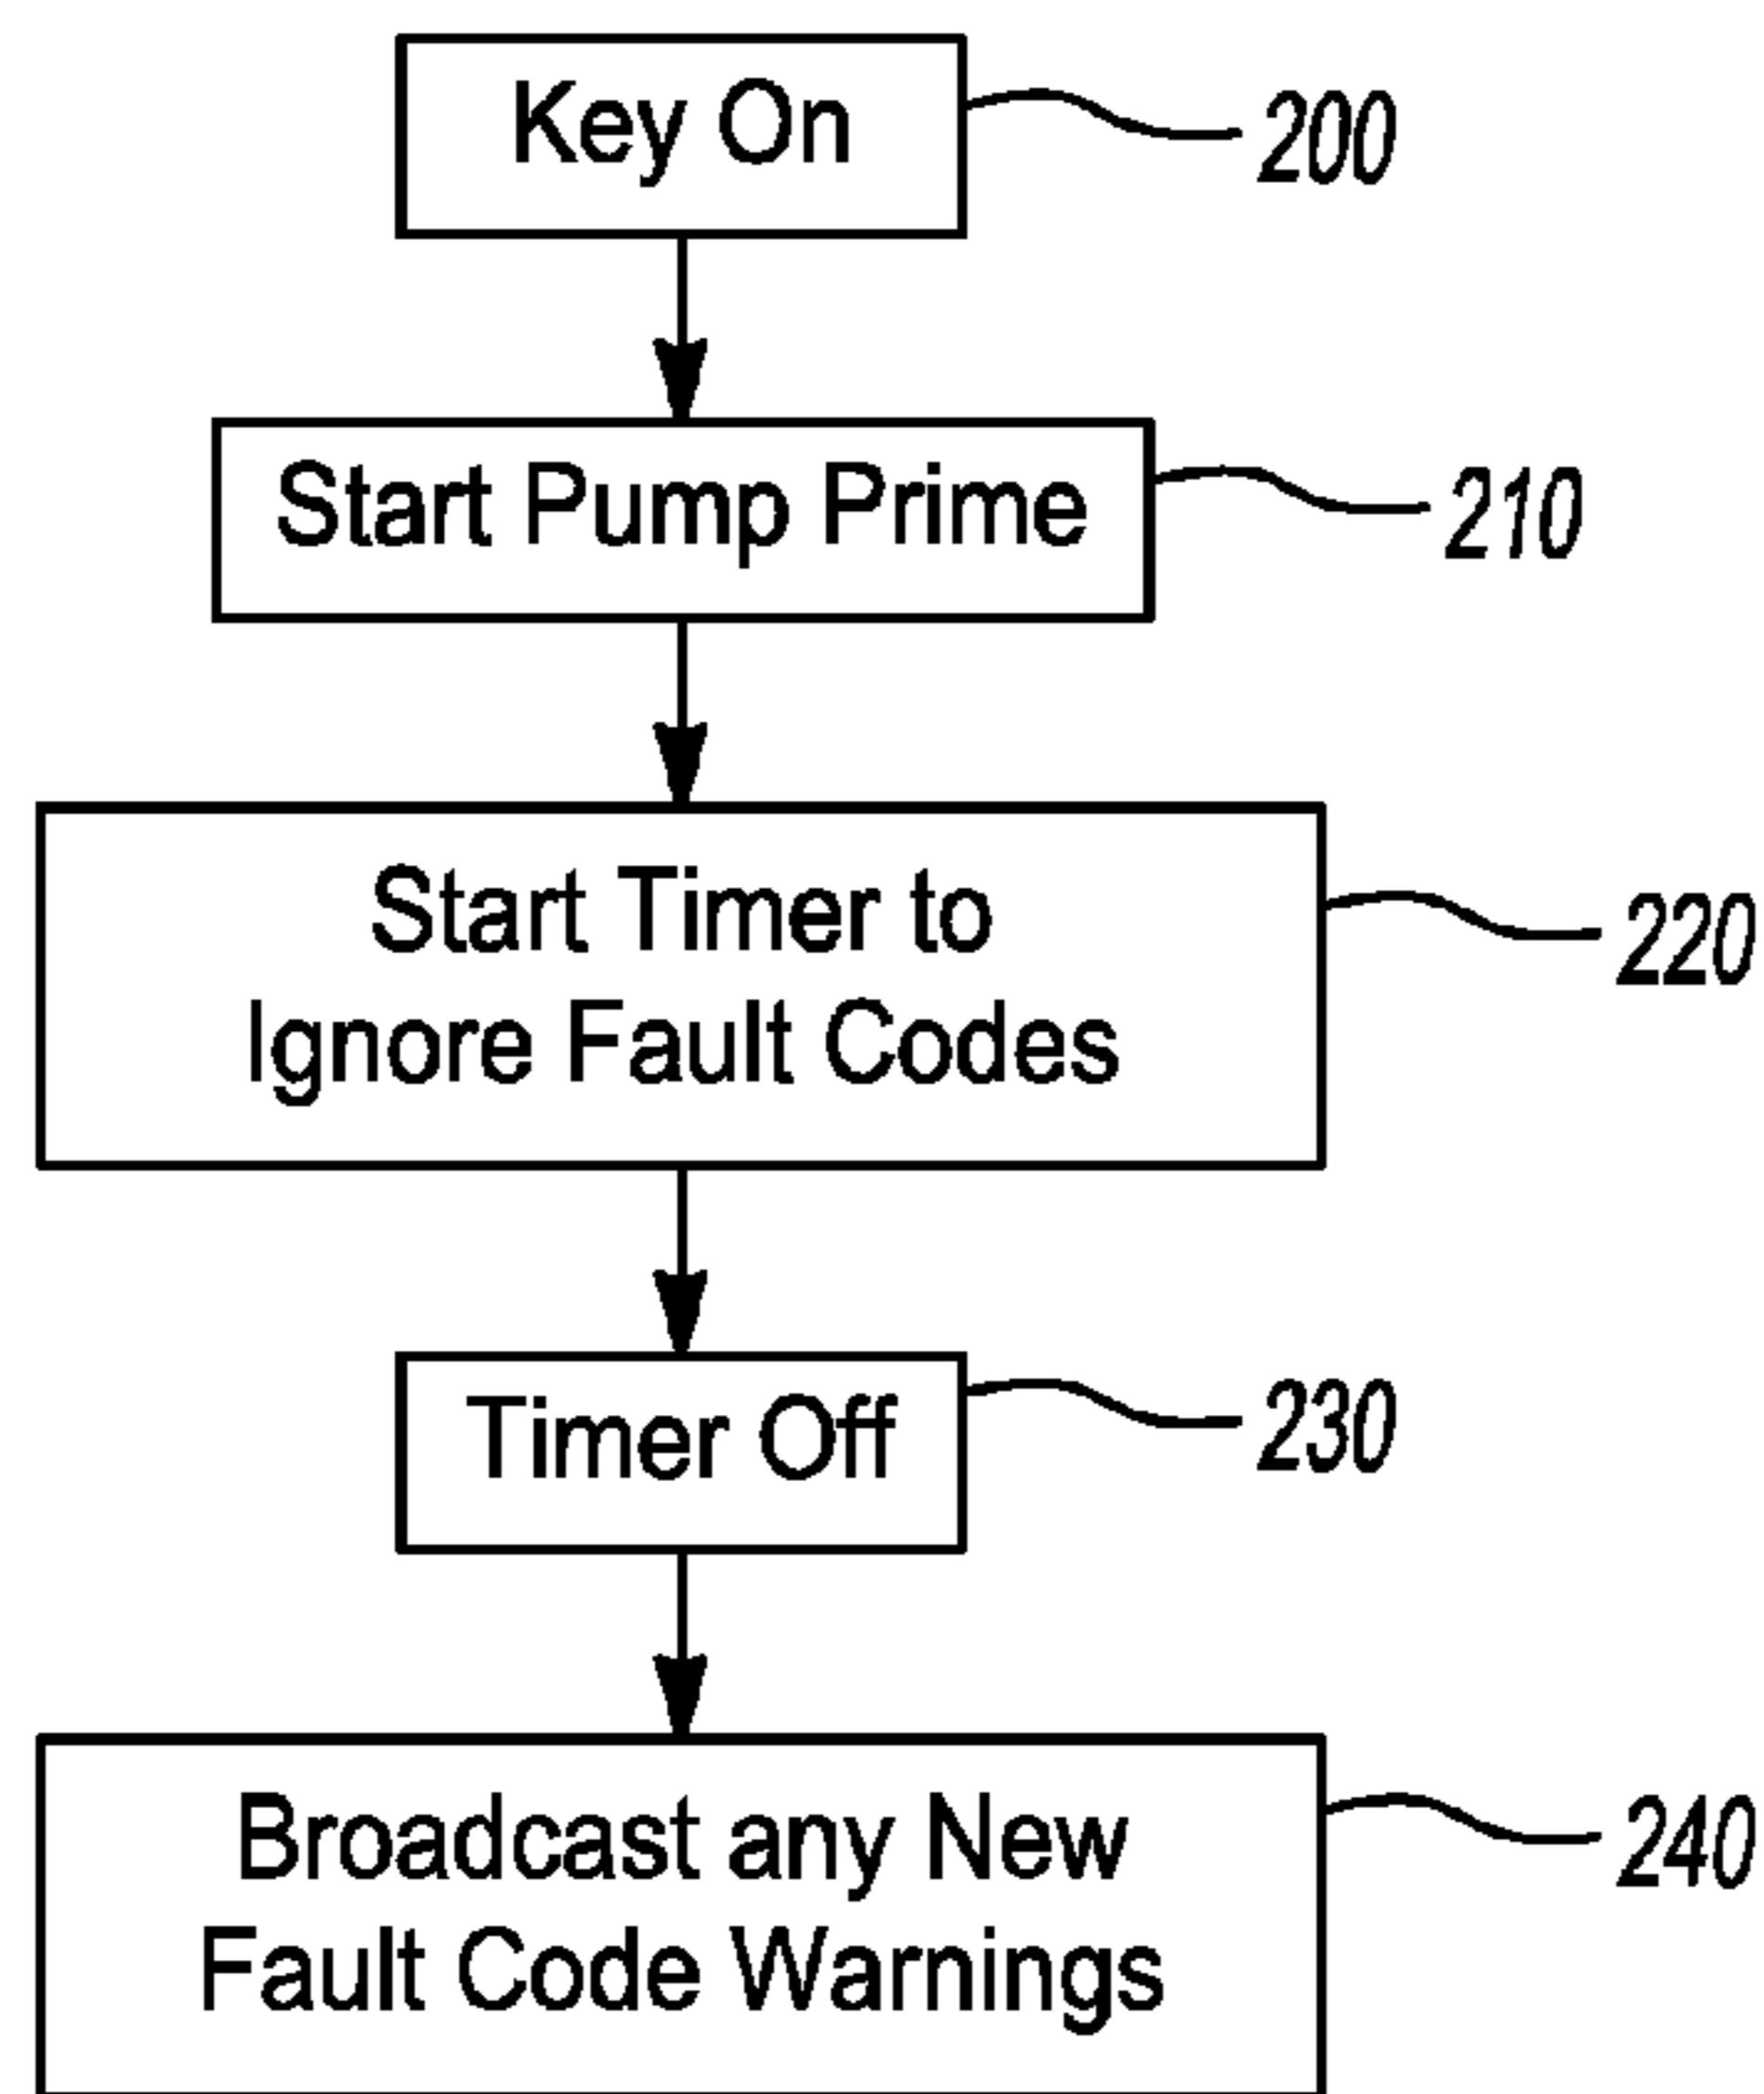 Key On
200
Start Pump Prime
210
Start Timer to
Ignore Fault Codes
220
Timer Off
230
Broadcast any New
Fault Code Warnings
240